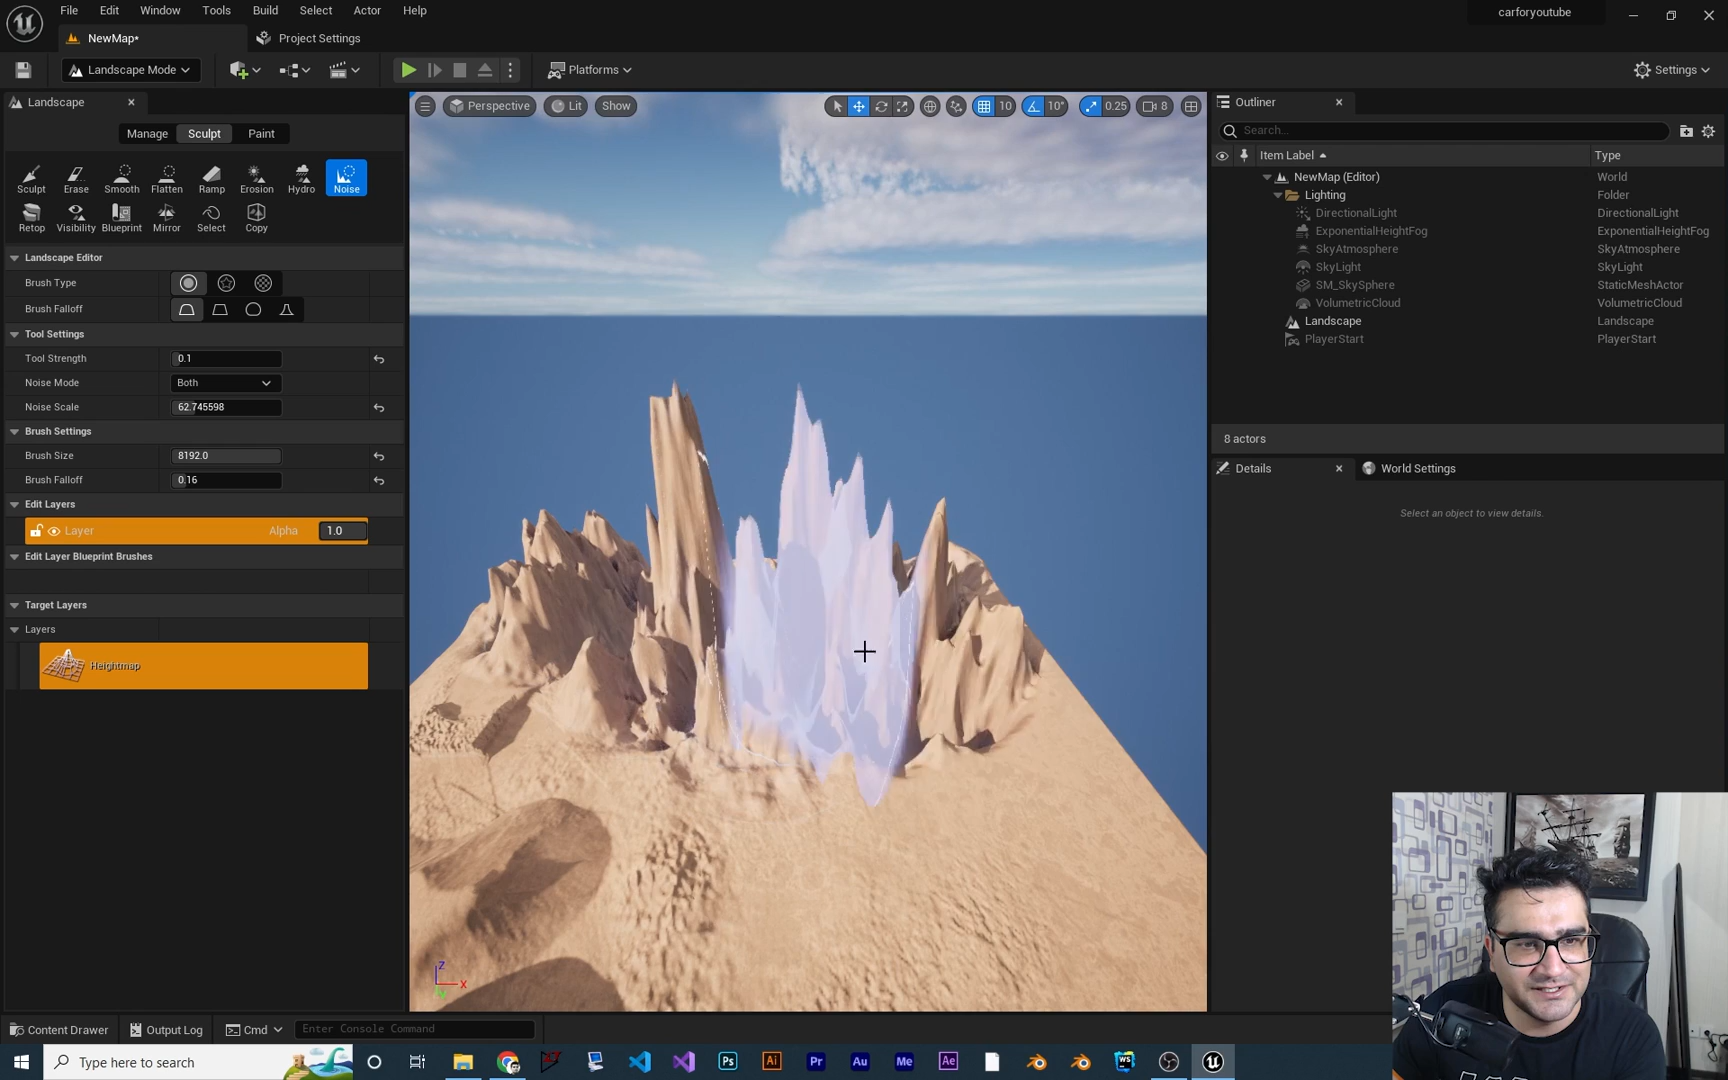 File Edit Window Tools Build Select Actor Help
carforyoutube
NewMap* Project Settings
Landscape Mode Platforms Settings
Landscape
Perspective Lit Show 10 10° 0.25 8
Outliner
Manage Sculpt Paint
Search...
Item Label Type
Sculpt Erase Smooth Flatten Ramp Erosion Hydro Noise
Retop Visibility Blueprint Mirror Select Copy
NewMap (Editor) World
Lighting Folder
DirectionalLight DirectionalLight
ExponentialHeightFog ExponentialHeightFog
SkyAtmosphere SkyAtmosphere
SkyLight SkyLight
SM_SkySphere StaticMeshActor
VolumetricCloud VolumetricCloud
Landscape Landscape
PlayerStart PlayerStart
8 actors
Landscape Editor
Brush Type
Brush Falloff
Tool Settings
Tool Strength 0.1
Noise Mode Both
Noise Scale 62.745598
Brush Settings
Brush Size 8192.0
Brush Falloff 0.16
Edit Layers
Layer Alpha 1.0
Edit Layer Blueprint Brushes
Target Layers
Layers
Heightmap
Details World Settings
Select an object to view details.
Z
X
Y
Content Drawer Output Log Cmd Enter Console Command
Type here to search
Ps Ai Pr Au Me Ae WS